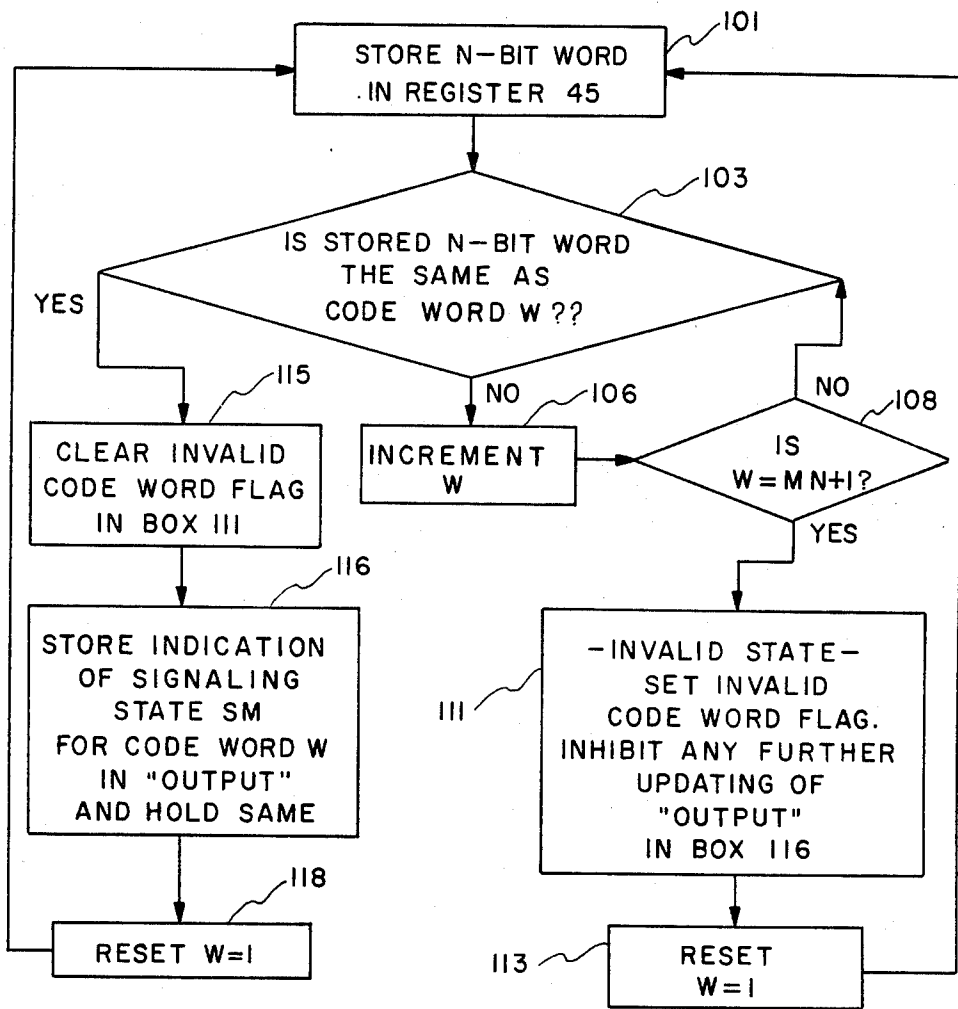 101
STORE N-BIT WORD
IN REGISTER 45
103
IS STORED N-BIT WORD
THE SAME AS
CODE WORD W??
YES
NO
115
CLEAR INVALID
CODE WORD FLAG
IN BOX 111
106
INCREMENT
W
NO
108
IS
W=MN+1?
YES
116
STORE INDICATION
OF SIGNALING
STATE SM
FOR CODE WORD W
IN "OUTPUT"
AND HOLD SAME
111
-INVALID STATE-
SET INVALID
CODE WORD FLAG.
INHIBIT ANY FURTHER
UPDATING OF
"OUTPUT"
IN BOX 116
118
RESET W=1
113
RESET
W=1